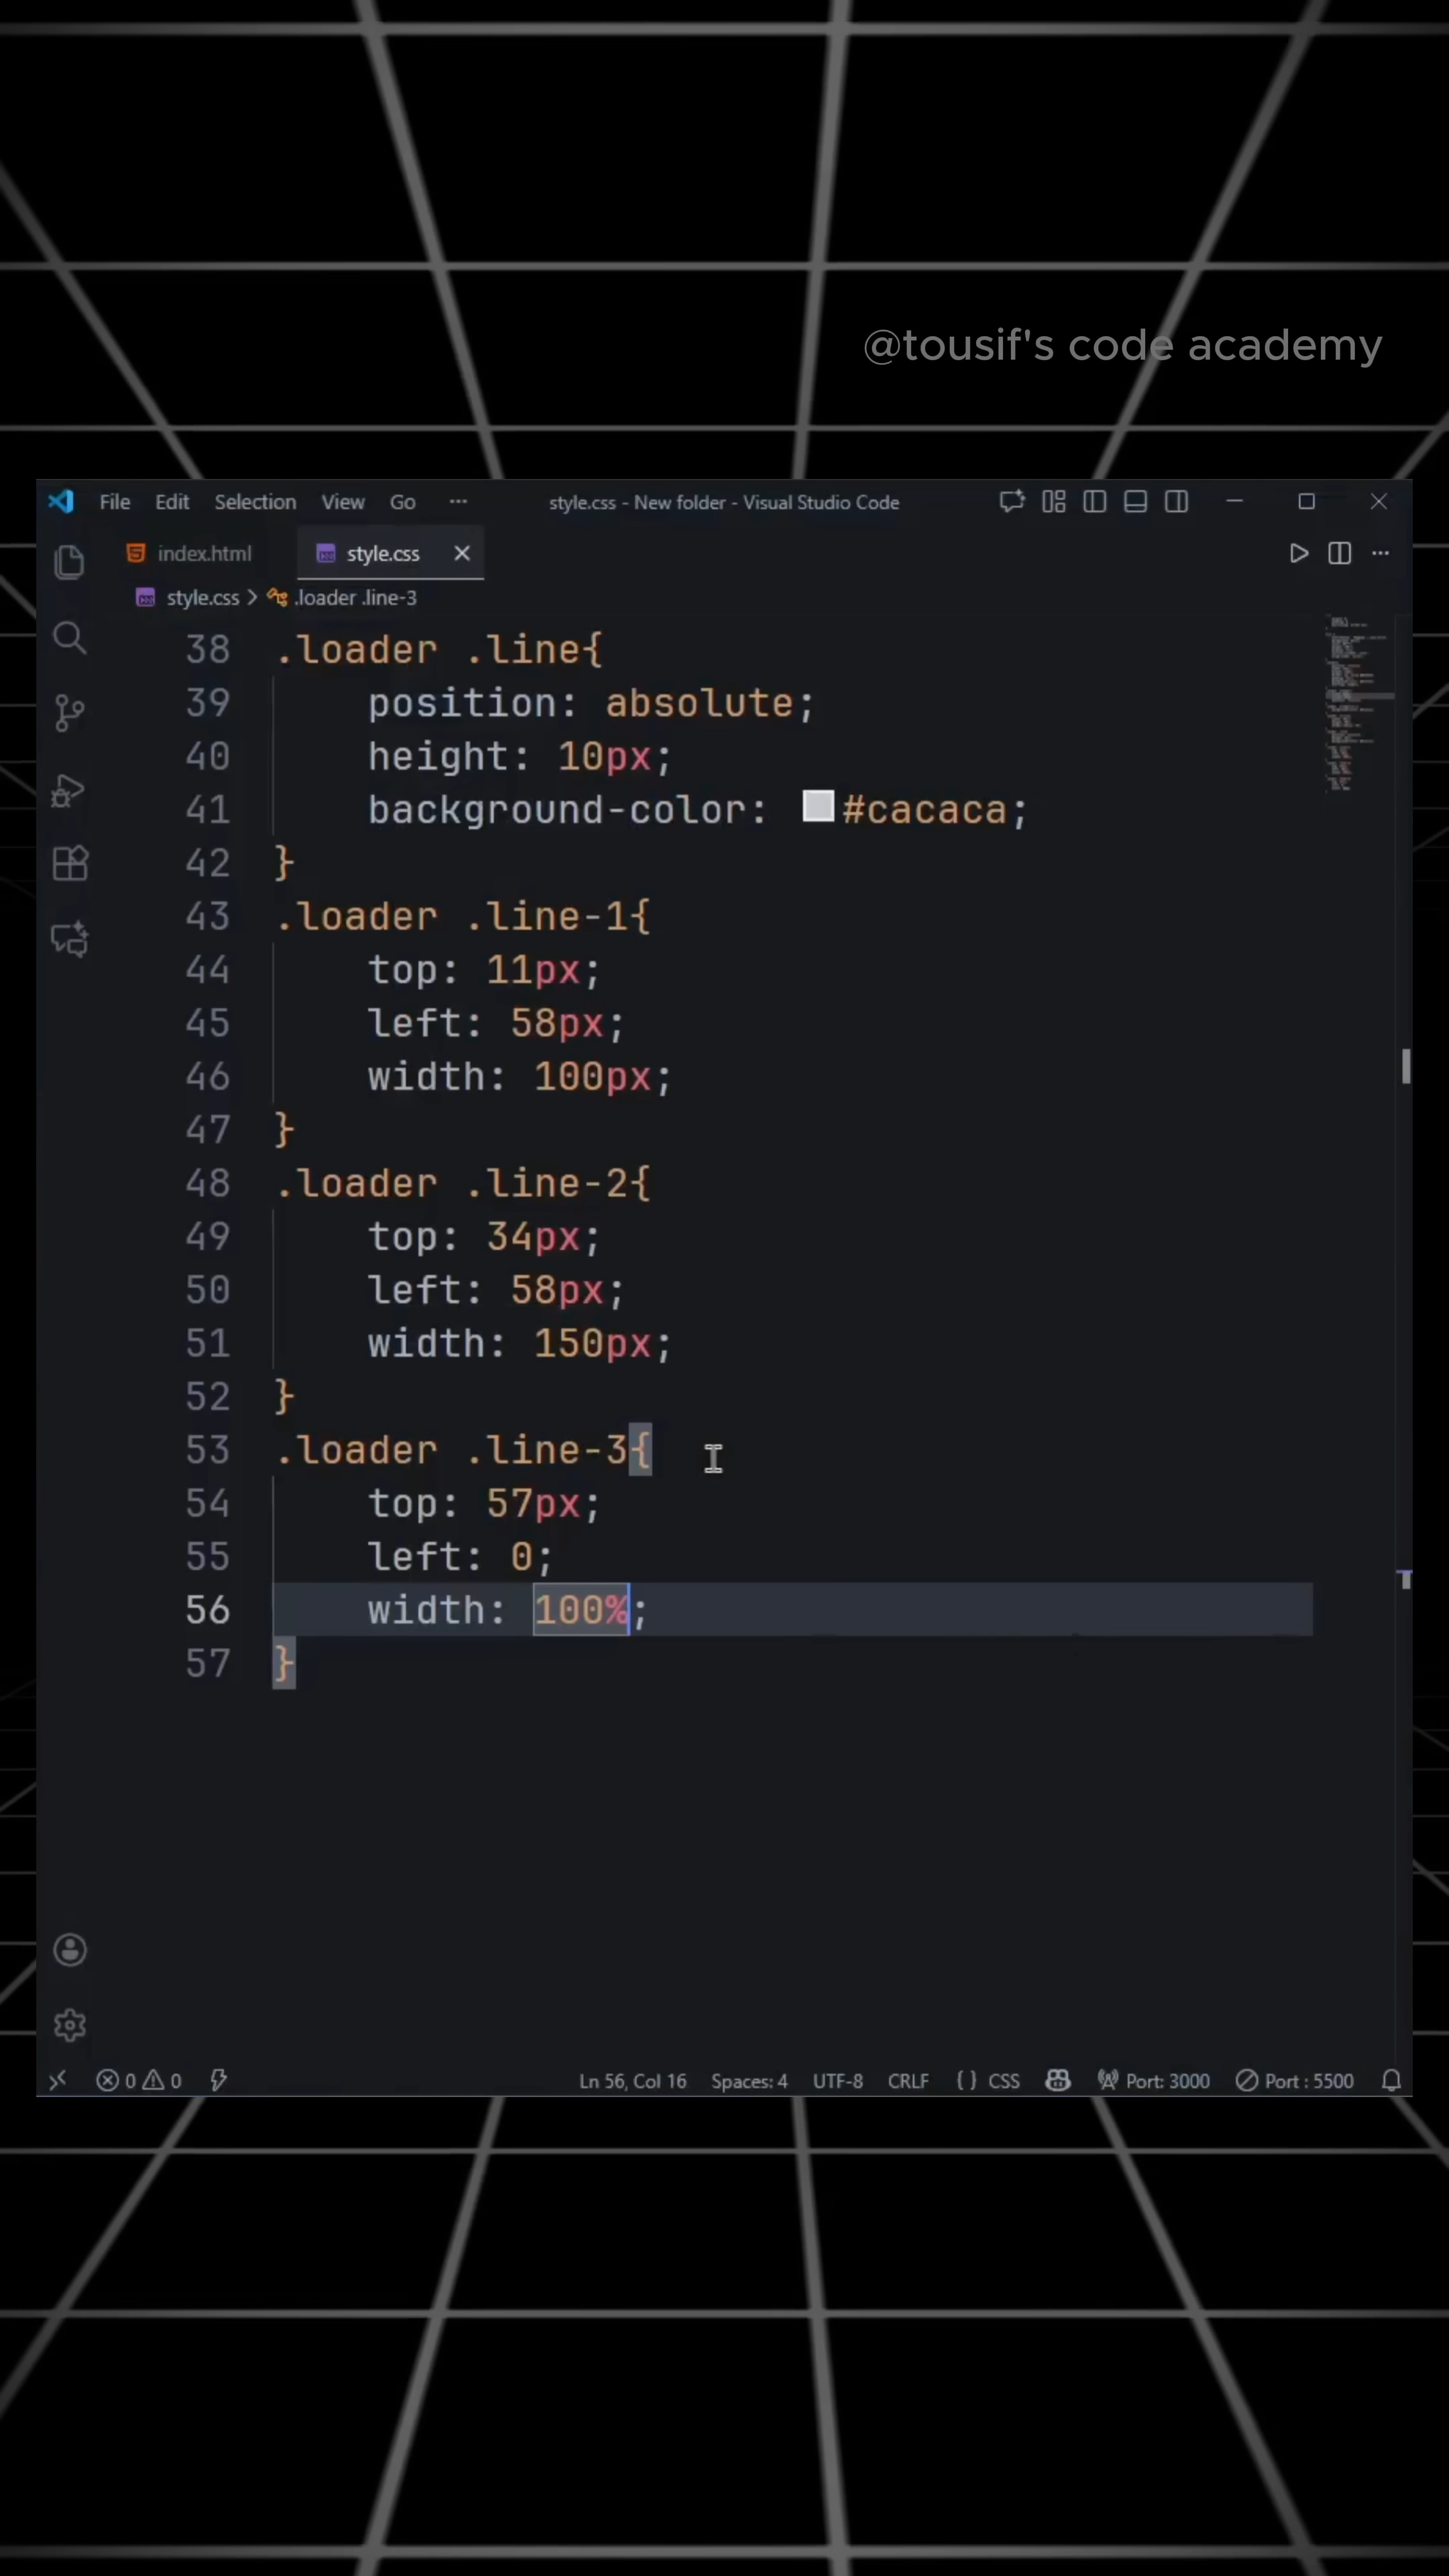 @tousif's code academy
File Edit Selection View Go ··· style.css - New folder - Visual Studio Code
index.html style.css
style.css > .loader .line-3
38 .loader .line{
39 position: absolute;
40 height: 10px;
41 background-color: #cacaca;
42 }
43 .loader .line-1{
44 top: 11px;
45 left: 58px;
46 width: 100px;
47 }
48 .loader .line-2{
49 top: 34px;
50 left: 58px;
51 width: 150px;
52 }
53 .loader .line-3{
54 top: 57px;
55 left: 0;
56 width: 100%;
57 }
0 0 Ln 56, Col 16 Spaces: 4 UTF-8 CRLF { } CSS Port: 3000 Port : 5500